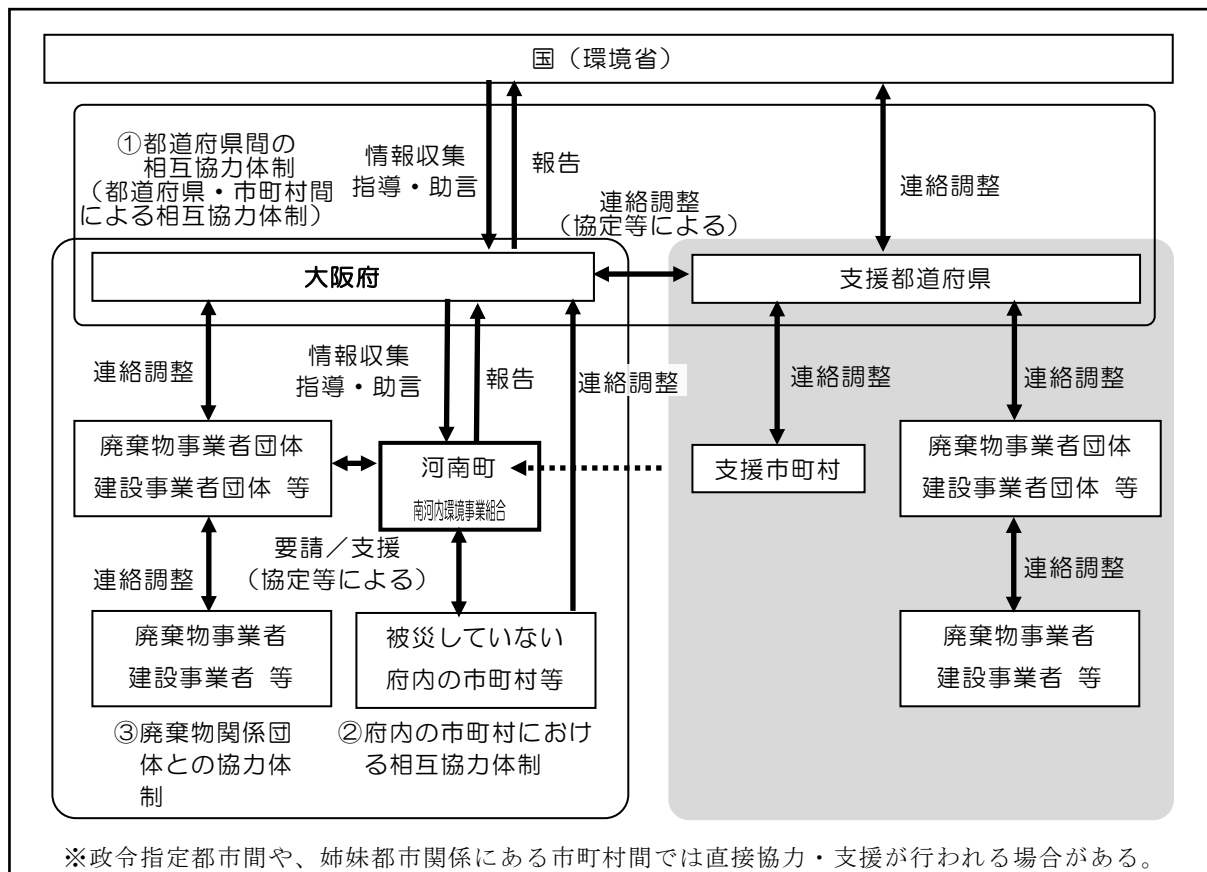 国（環境省）
①都道府県間の
相互協力体制
（都道府県・市町村間
による相互協力体制）
情報収集
指導・助言
報告
連絡調整
（協定等による）
連絡調整
大阪府
支援都道府県
連絡調整
情報収集
指導・助言
報告
連絡調整
連絡調整
連絡調整
廃棄物事業者団体
建設事業者団体 等
河南町
南河内環境事業組合
支援市町村
廃棄物事業者団体
建設事業者団体 等
連絡調整
要請／支援
（協定等による）
連絡調整
廃棄物事業者
建設事業者 等
被災していない
府内の市町村等
廃棄物事業者
建設事業者 等
③廃棄物関係団
体との協力体
制
②府内の市町村におけ
る相互協力体制
※政令指定都市間や、姉妹都市関係にある市町村間では直接協力・支援が行われる場合がある。